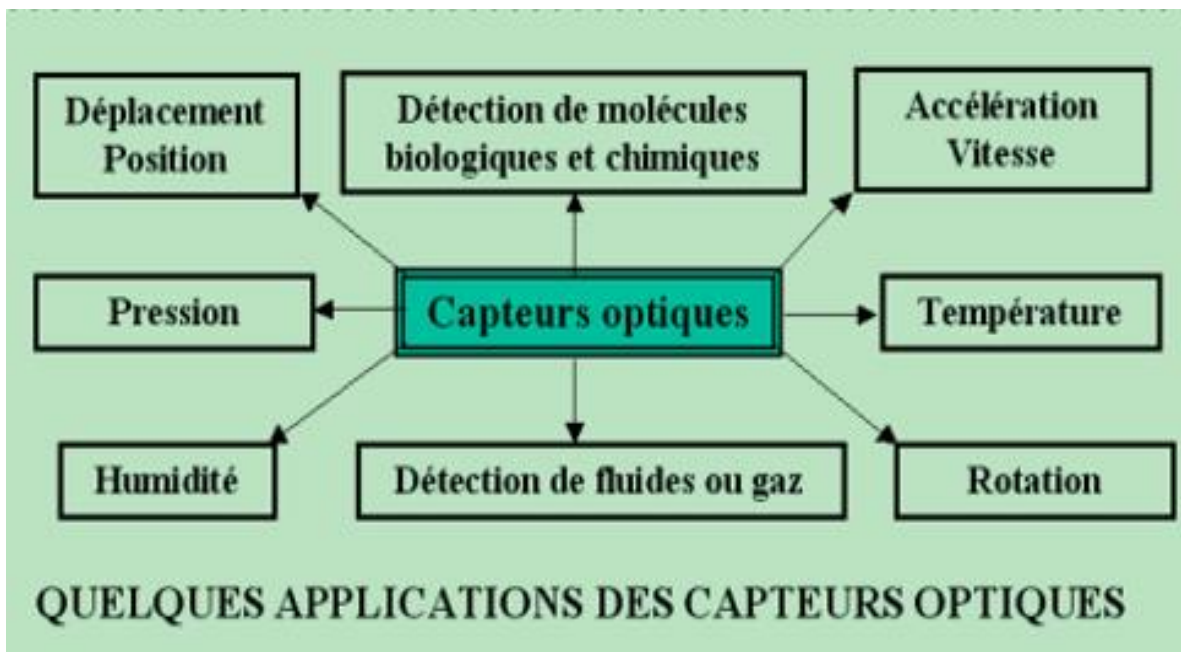 Déplacement
Position
Détection de molécules
biologiques et chimiques
Accélération
Vitesse
Pression
Capteurs optiques
Température
Humidité
Détection de fluides ou gaz
Rotation
QUELQUES APPLICATIONS DES CAPTEURS OPTIQUES